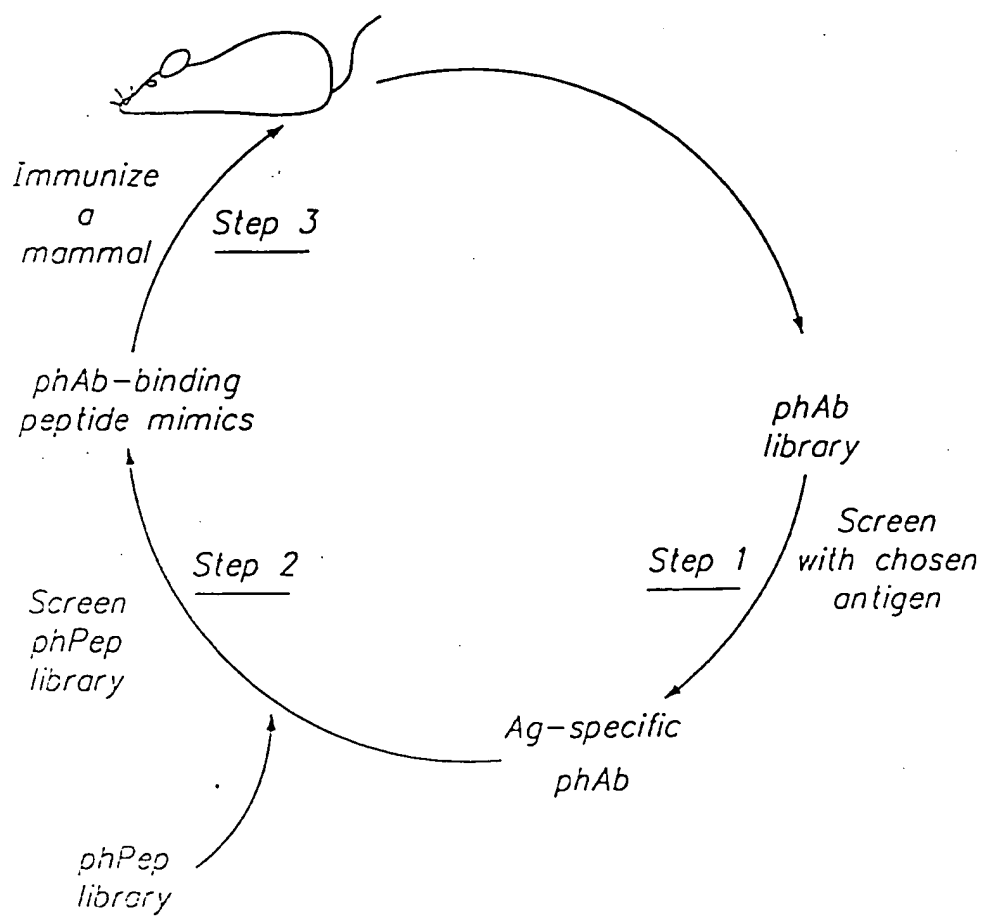 Immunize
a
mammal
Step 3
phAb-binding
peptide mimics
phAb
library
Screen
with chosen
antigen
Step 1
Step 2
Screen
phPep
library
Ag-specific
phAb
phPep
library